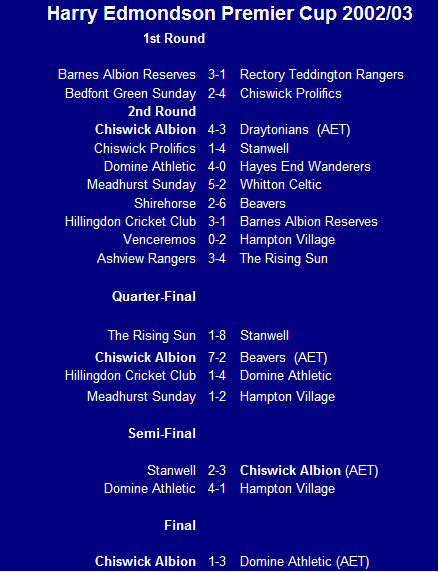 Harry Edmondson Premier Cup 2002/03
1st Round
Barnes Albion Reserves 3-1 Rectory Teddington Rangers
Bedfont Green Sunday 2-4 Chiswick Prolifics
2nd Round
Chiswick Albion 4-3 Draytonians (AET)
Chiswick Prolifics 1-4 Stanwell
Domine Athletic 4-0 Hayes End Wanderers
Meadhurst Sunday 5-2 Whitton Celtic
Shirehorse 2-6 Beavers
Hillingdon Cricket Club 3-1 Barnes Albion Reserves
Venceremos 0-2 Hampton Village
Ashview Rangers 3-4 The Rising Sun
Quarter-Final
The Rising Sun 1-8 Stanwell
Chiswick Albion 7-2 Beavers (AET)
Hillingdon Cricket Club 1-4 Domine Athletic
Meadhurst Sunday 1-2 Hampton Village
Semi-Final
Stanwell 2-3 Chiswick Albion (AET)
Domine Athletic 4-1 Hampton Village
Final
Chiswick Albion 1-3 Domine Athletic (AET)